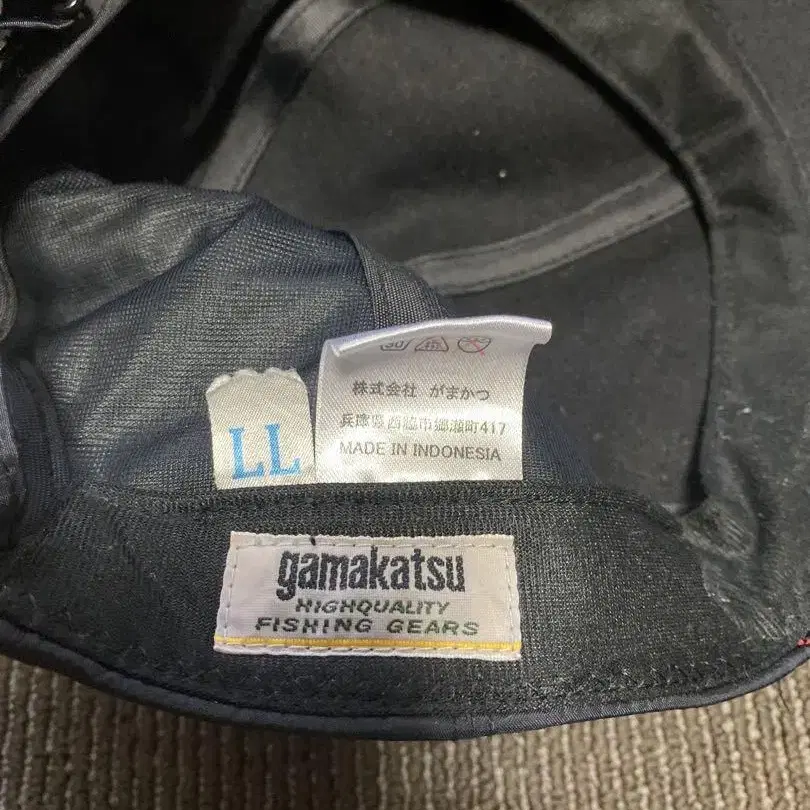 30
株式会社 がまかつ
兵庫県西脇市郷瀬町417
MADE IN INDONESIA
LL
gamakatsu
HIGHQUALITY
FISHING GEARS